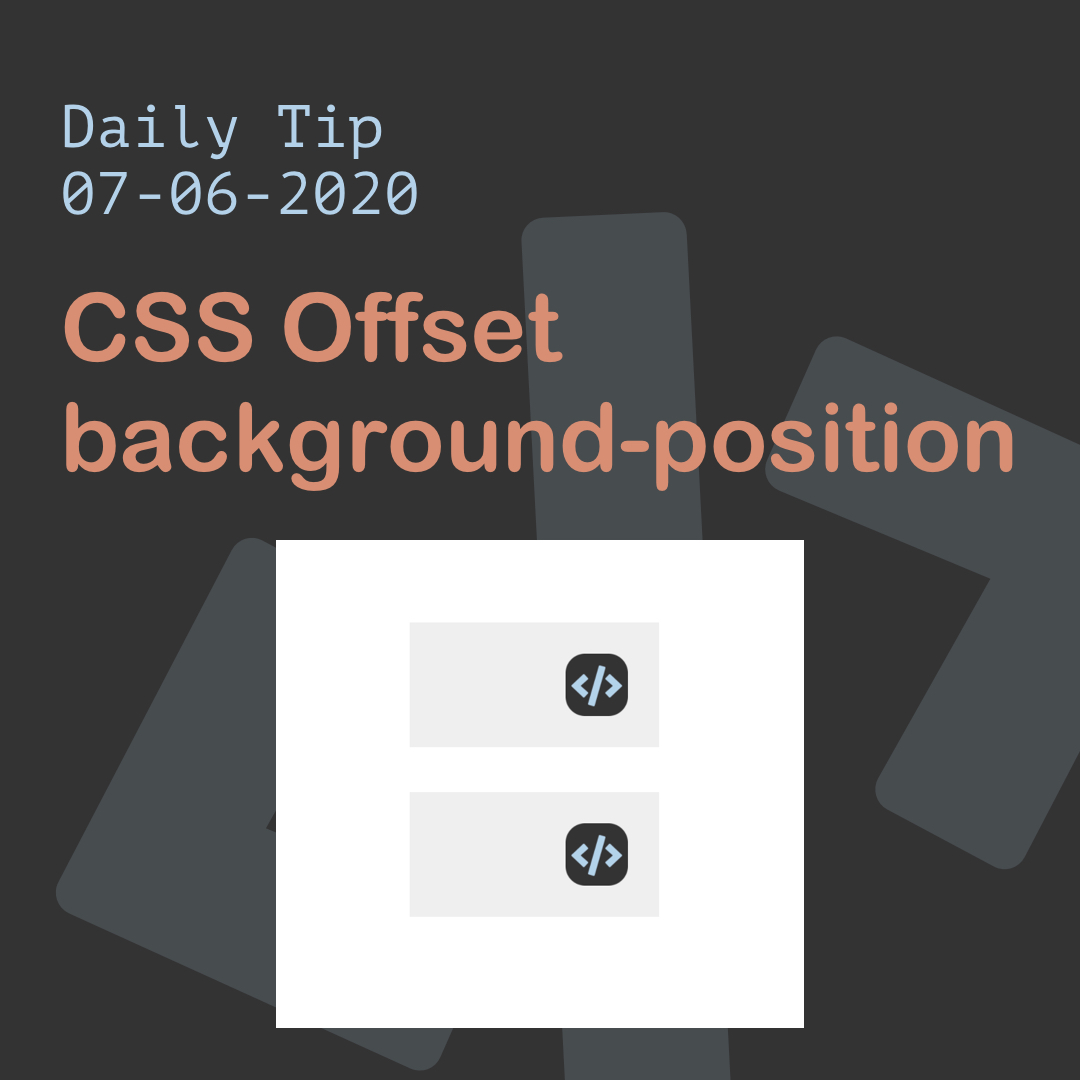 Daily Tip
07-06-2020
CSS Offset
background-position
</>
</>